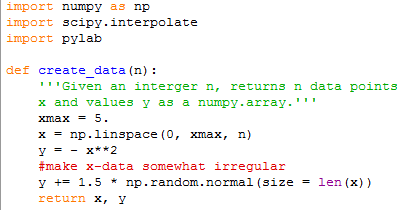 import numpy as np
import scipy.interpolate
import pylab

def create_data(n):
    '''Given an interger n, returns n data points
    x and values y as a numpy.array.'''
    xmax = 5.
    x = np.linspace(0, xmax, n)
    y = - x**2
    #make x-data somewhat irregular
    y += 1.5 * np.random.normal(size = len(x))
    return x, y